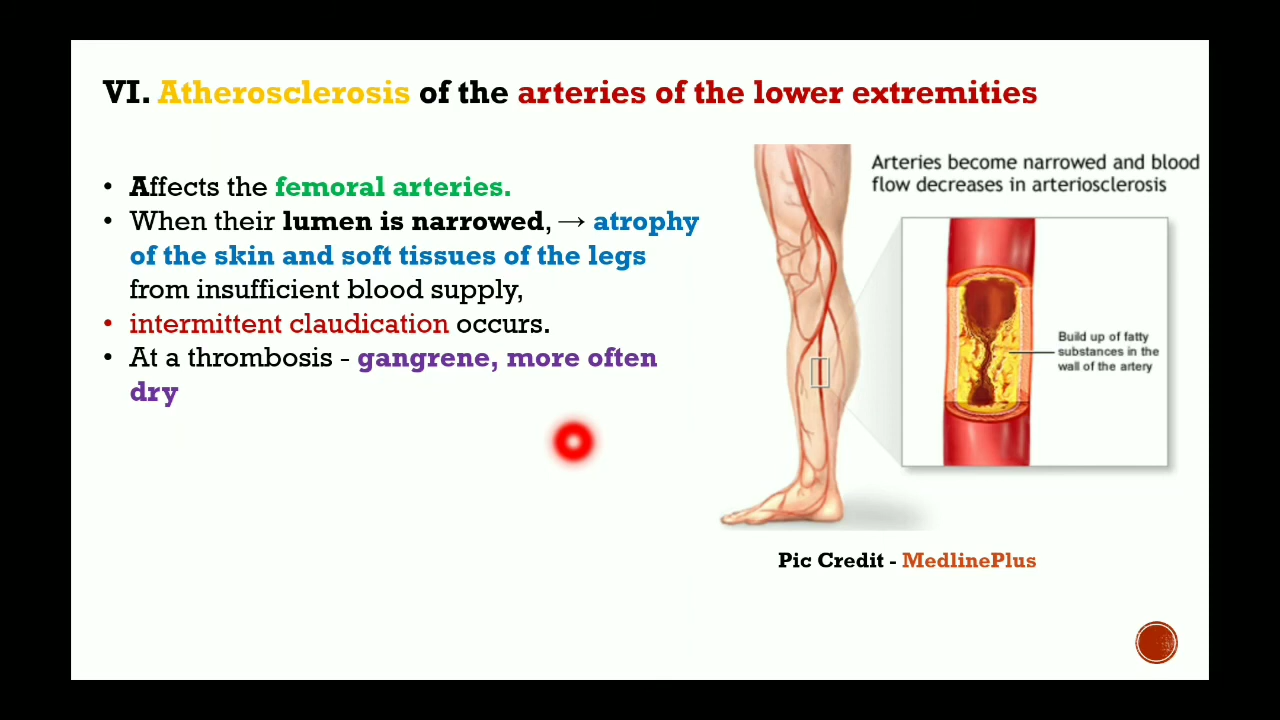 VI. Atherosclerosis of the arteries of the lower extremities
• Affects the femoral arteries.
• When their lumen is narrowed, → atrophy
of the skin and soft tissues of the legs
from insufficient blood supply,
• intermittent claudication occurs.
• At a thrombosis - gangrene, more often
dry
Arteries become narrowed and blood
flow decreases in arteriosclerosis
Build up of fatty
substances in the
wall of the artery
Pic Credit - MedlinePlus